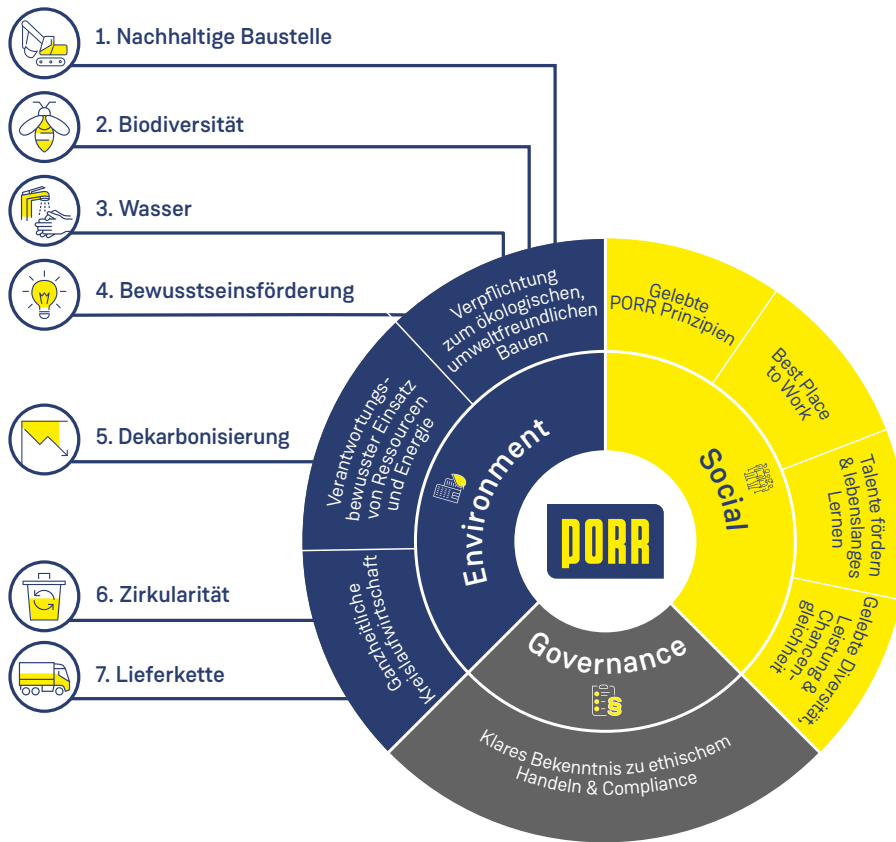 1. Nachhaltige Baustelle
2. Biodiversität
3. Wasser
4. Bewusstseinsförderung
5. Dekarbonisierung
6. Zirkularität
7. Lieferkette
Verpflichtung
zum ökologischen,
umweltfreundlichen
Bauen
Verantwortungs-
bewusster Einsatz
von Ressourcen
und Energie
Ganzheitliche
Kreislaufwirtschaft
Environment
Gelebte
PORR Prinzipien
Best Place
to Work
Talente fördern
& lebenslanges
Lernen
Gelebte Diversität,
Leistung &
Chancen-
gleichheit
Social
PORR
Governance
§
Klares Bekenntnis zu ethischem
Handeln & Compliance